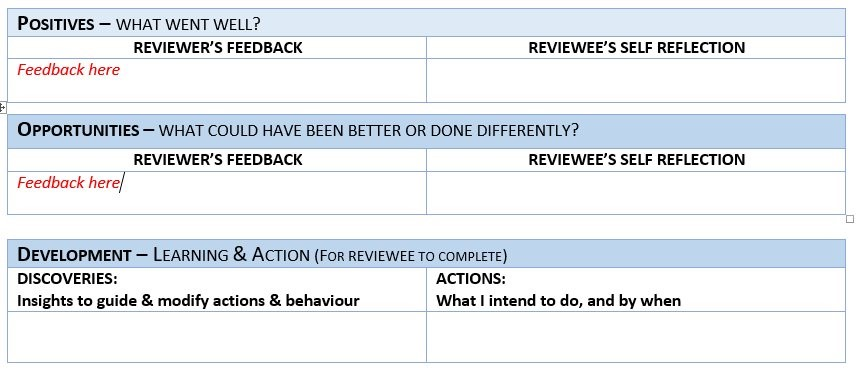 POSITIVES – WHAT WENT WELL?
REVIEWER'S FEEDBACK
REVIEWEE'S SELF REFLECTION
Feedback here
OPPORTUNITIES – WHAT COULD HAVE BEEN BETTER OR DONE DIFFERENTLY?
REVIEWER'S FEEDBACK
REVIEWEE'S SELF REFLECTION
Feedback here
DEVELOPMENT – LEARNING & ACTION (FOR REVIEWEE TO COMPLETE)
DISCOVERIES:
Insights to guide & modify actions & behaviour
ACTIONS:
What I intend to do, and by when